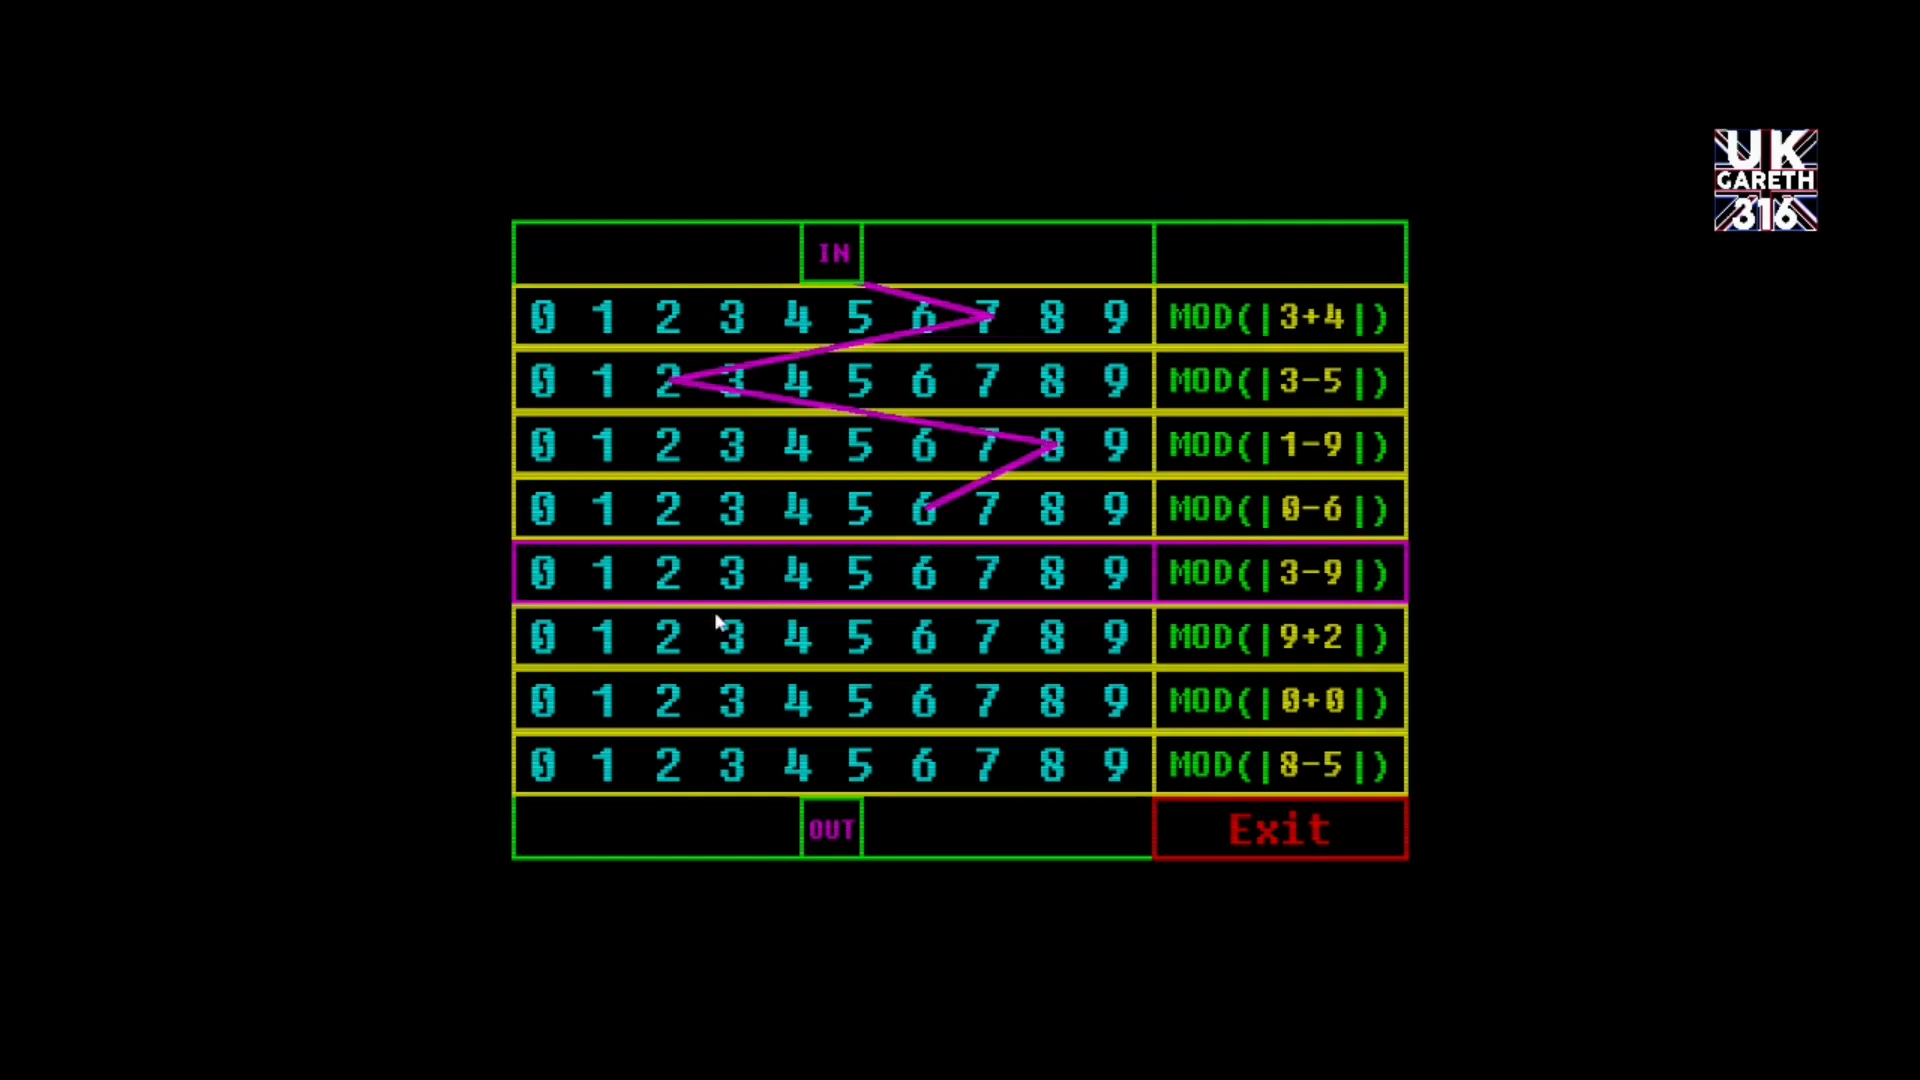 UK
GARETH
316
IN
0 1 2 3 4 5 6 7 8 9 MOD(|3+4|)
0 1 2 3 4 5 6 7 8 9 MOD(|3-5|)
0 1 2 3 4 5 6 7 8 9 MOD(|1-9|)
0 1 2 3 4 5 6 7 8 9 MOD(|0-6|)
0 1 2 3 4 5 6 7 8 9 MOD(|3-9|)
0 1 2 3 4 5 6 7 8 9 MOD(|9+2|)
0 1 2 3 4 5 6 7 8 9 MOD(|0+0|)
0 1 2 3 4 5 6 7 8 9 MOD(|8-5|)
OUT Exit